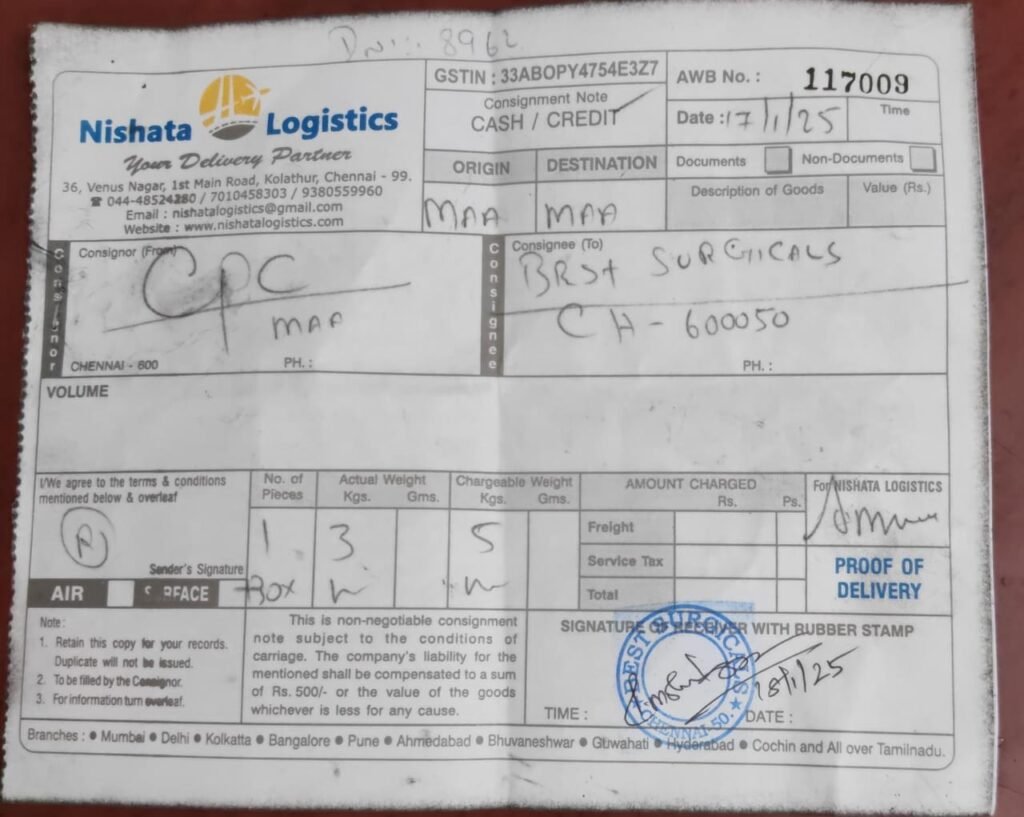 8962
Nishata Logistics
Your Delivery Partner
36, Venus Nagar, 1st Main Road, Kolathur, Chennai - 99.
☎ 044-48524280 / 7010458303 / 9380559960
Email : nishatalogistics@gmail.com
Website : www.nishatalogistics.com
GSTIN : 33ABOPY4754E3Z7
Consignment Note
CASH / CREDIT
AWB No. : 117009
Date : 17/1/25 Time
ORIGIN DESTINATION
MAA MAA
Documents Non-Documents
Description of Goods Value (Rs.)
Consignor
Consignor (From)
CPC
MAA
CHENNAI - 600 PH. :
Consignee
Consignee (To)
BRST SURGICALS
CH - 600050
PH. :
VOLUME
I/We agree to the terms & conditions
mentioned below & overleaf
Sender's Signature
AIR SURFACE
No. of Pieces
1
BOX
Actual Weight
Kgs. Gms.
3
Chargeable Weight
Kgs. Gms.
5
AMOUNT CHARGED
Rs. Ps.
Freight
Service Tax
Total
For NISHATA LOGISTICS
PROOF OF
DELIVERY
Note :
1. Retain this copy for your records.
Duplicate will not be issued.
2. To be filled by the Consignor.
3. For information turn overleaf.
This is non-negotiable consignment
note subject to the conditions of
carriage. The company's liability for the
mentioned shall be compensated to a sum
of Rs. 500/- or the value of the goods
whichever is less for any cause.
SIGNATURE OF RECEIVER WITH RUBBER STAMP
BEST SURGICALS
CHENNAI-50.
18/1/25
TIME : DATE :
Branches : ● Mumbai ● Delhi ● Kolkatta ● Bangalore ● Pune ● Ahmedabad ● Bhuvaneshwar ● Guwahati ● Hyderabad ● Cochin and All over Tamilnadu.